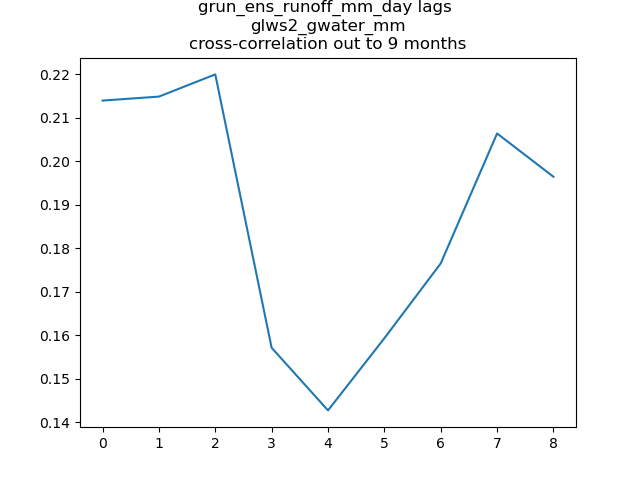 grun_ens_runoff_mm_day lags
glws2_gwater_mm
cross-correlation out to 9 months
0.22
0.21
0.20
0.19
0.18
0.17
0.16
0.15
0.14
0 1 2 3 4 5 6 7 8